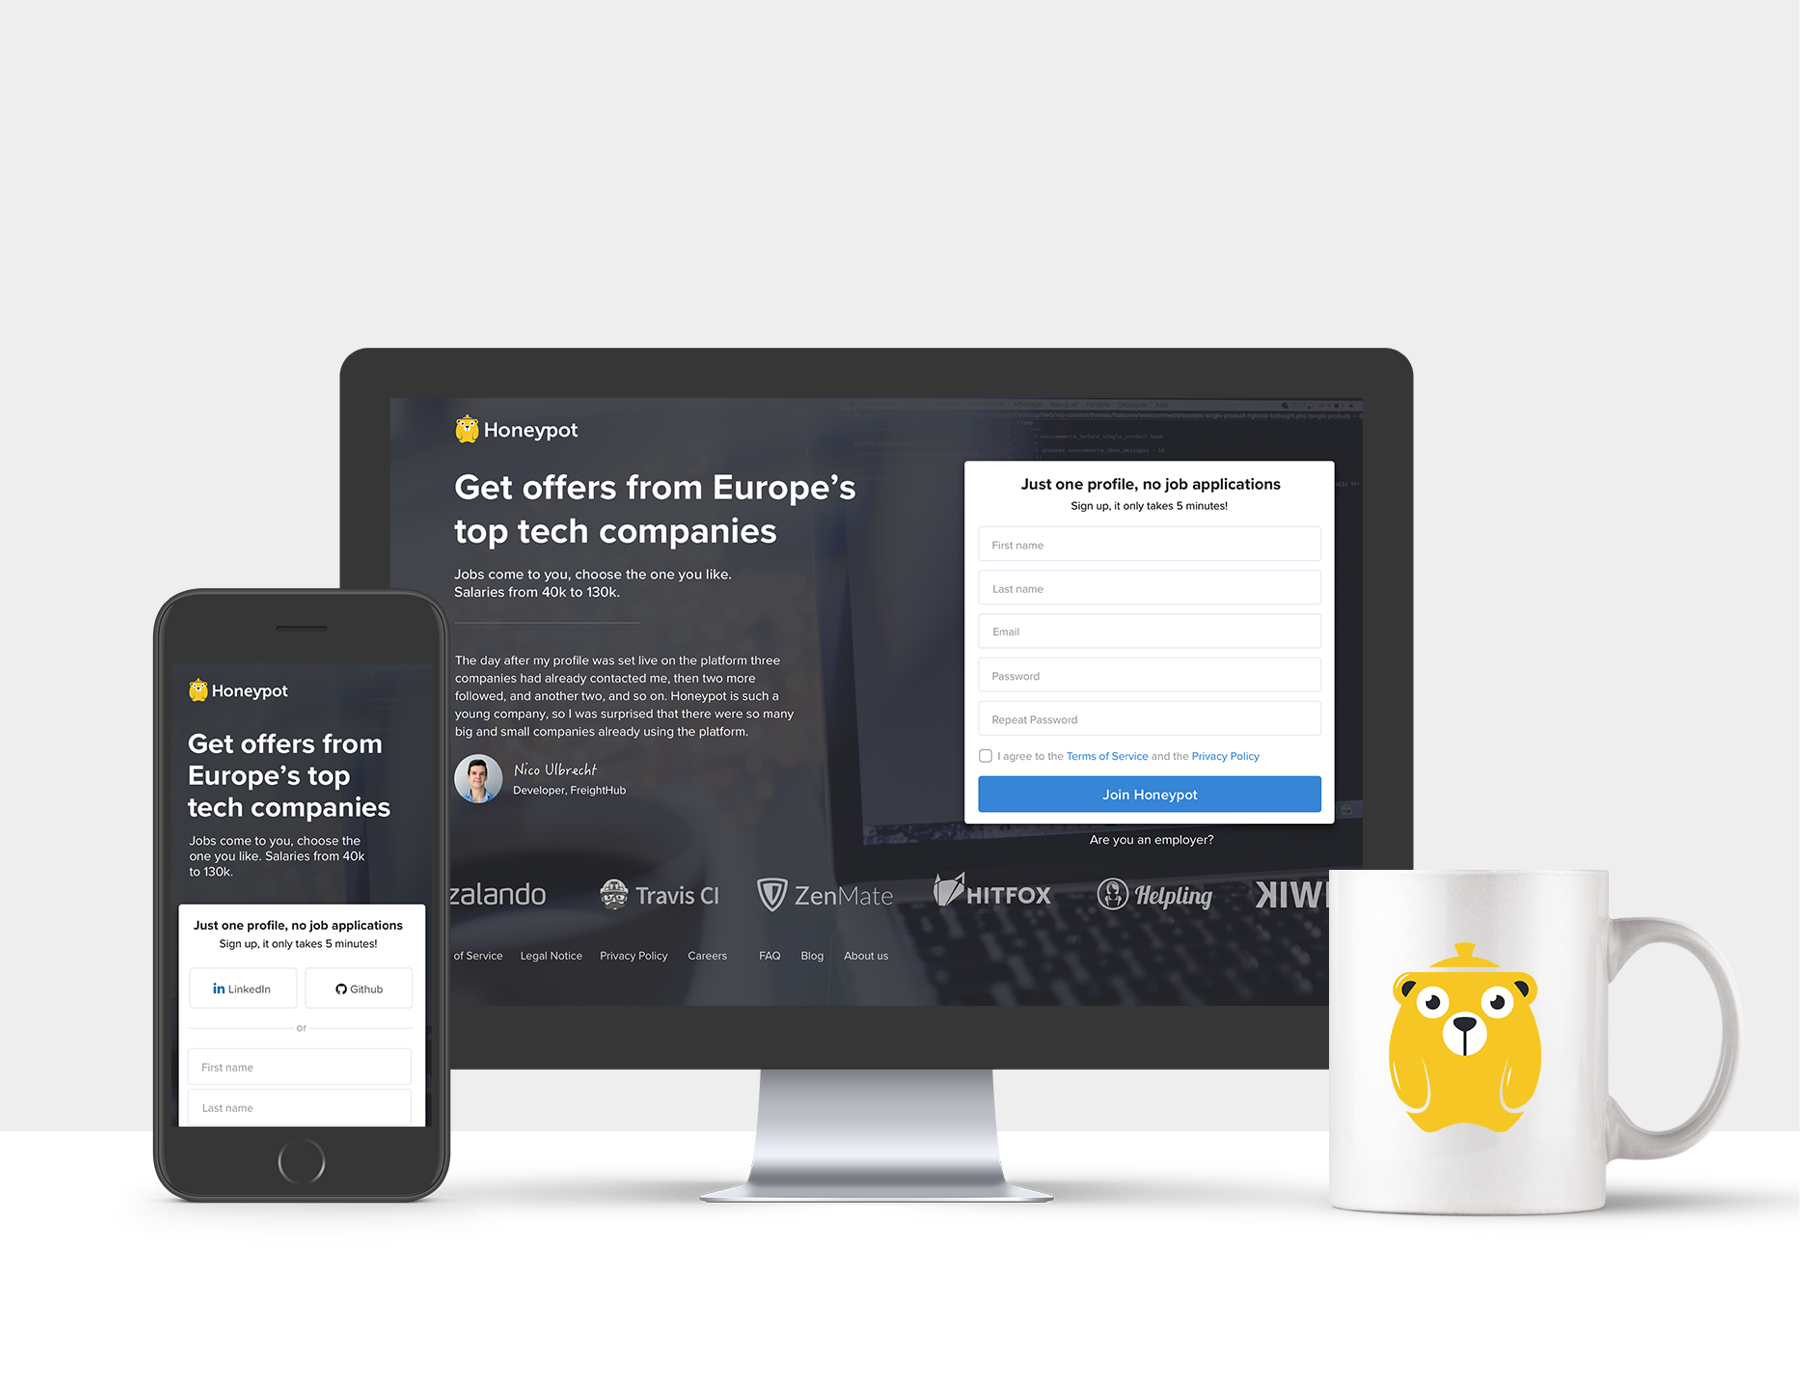 Honeypot
Get offers from Europe’s
top tech companies
Jobs come to you, choose the one you like.
Salaries from 40k to 130k.
The day after my profile was set live on the platform three
companies had already contacted me, then two more
followed, and another two, and so on. Honeypot is such a
young company, so I was surprised that there were so many
big and small companies already using the platform.
Nico Ulbrecht
Developer, FreightHub
Just one profile, no job applications
Sign up, it only takes 5 minutes!
First name
Last name
Email
Password
Repeat Password
I agree to the Terms of Service and the Privacy Policy
Join Honeypot
Are you an employer?
zalando
Travis CI
ZenMate
HITFOX
Helpling
of Service
Legal Notice
Privacy Policy
Careers
FAQ
Blog
About us
Honeypot
Get offers from
Europe’s top
tech companies
Jobs come to you, choose the
one you like. Salaries from 40k
to 130k.
Just one profile, no job applications
Sign up, it only takes 5 minutes!
in LinkedIn
Github
or
First name
Last name